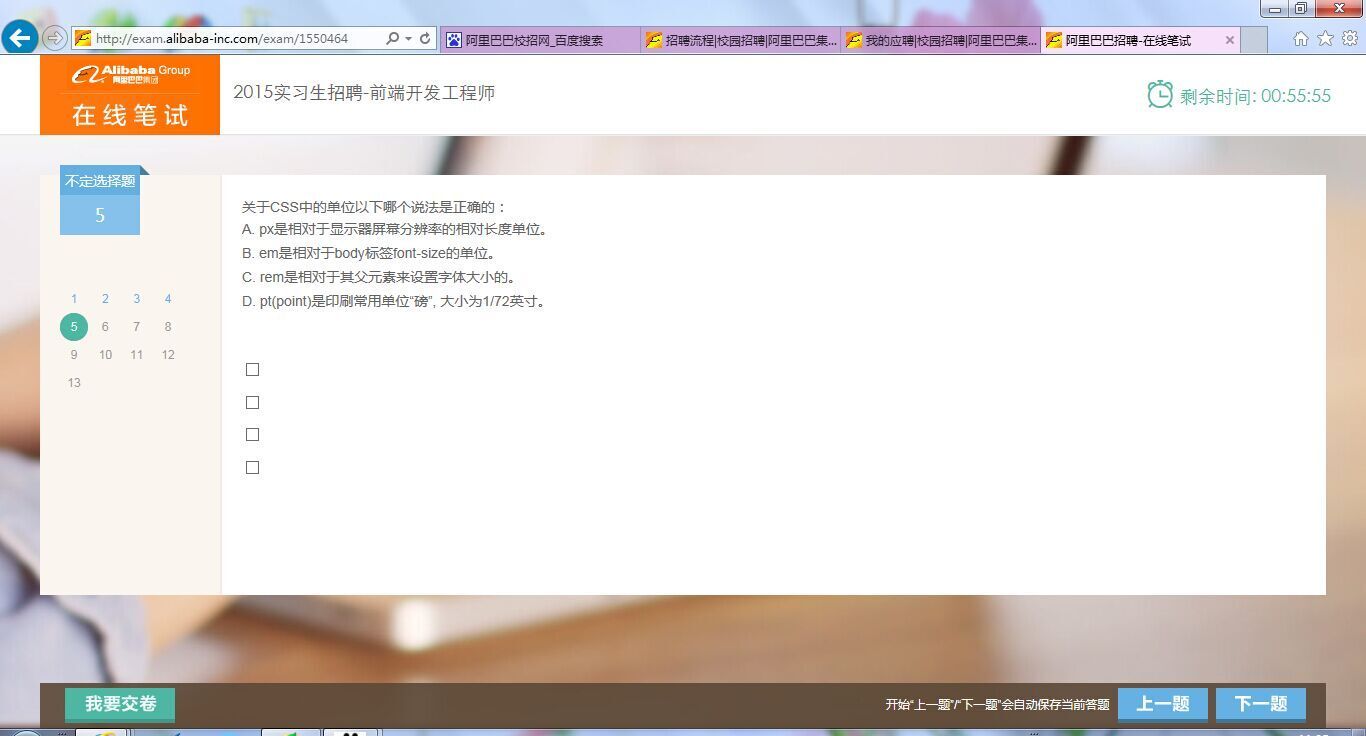 http://exam.alibaba-inc.com/exam/1550464
阿里巴巴校招网_百度搜索
招聘流程|校园招聘|阿里巴巴集...
我的应聘|校园招聘|阿里巴巴集...
阿里巴巴招聘-在线笔试
Alibaba Group
阿里巴巴集团
在线笔试
2015实习生招聘-前端开发工程师
剩余时间: 00:55:55
不定选择题
5
关于CSS中的单位以下哪个说法是正确的：
A. px是相对于显示器屏幕分辨率的相对长度单位。
B. em是相对于body标签font-size的单位。
C. rem是相对于其父元素来设置字体大小的。
D. pt(point)是印刷常用单位“磅”, 大小为1/72英寸。
1 2 3 4
5 6 7 8
9 10 11 12
13
我要交卷
开始“上一题”/“下一题”会自动保存当前答题
上一题
下一题